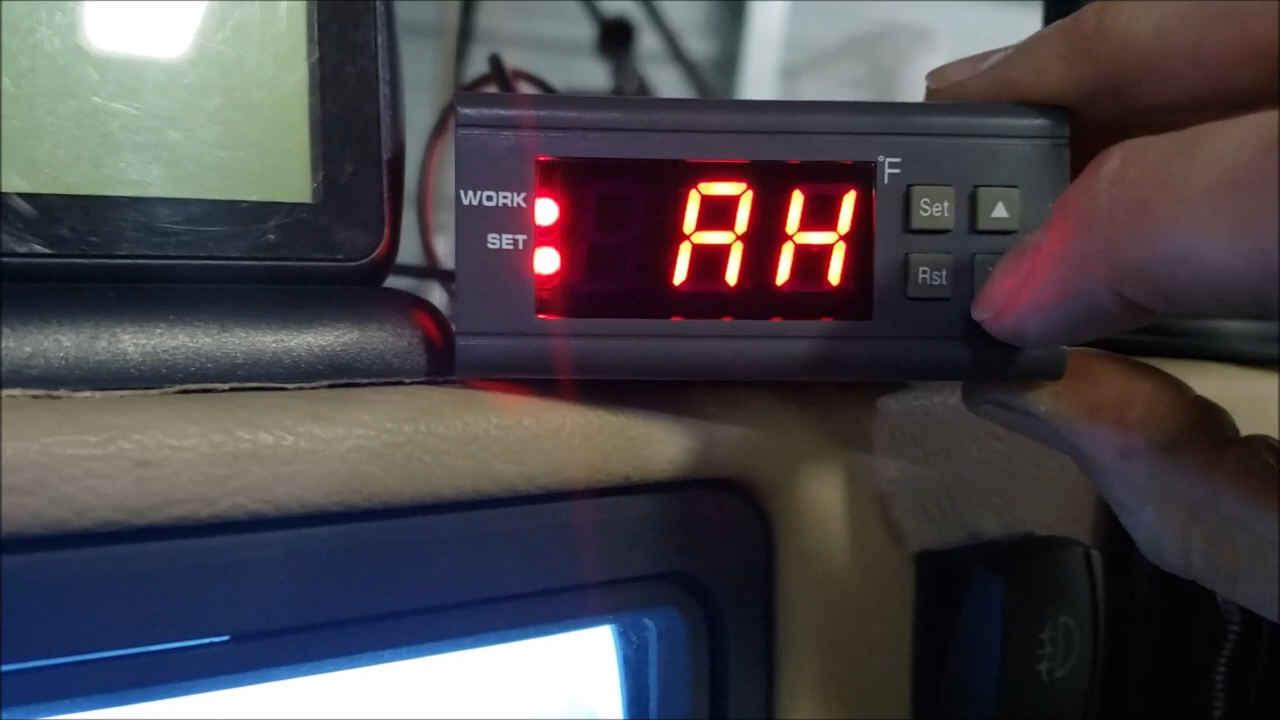 WORK
SET
AH
°F
Set ▲
Rst